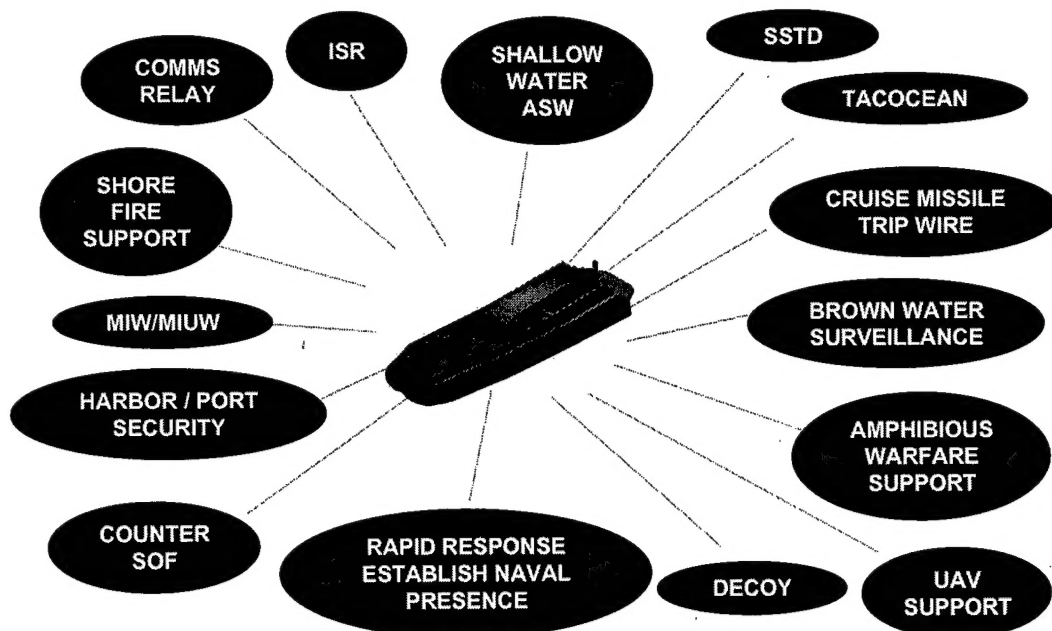 ISR
SSTD
COMMS
RELAY
SHALLOW
WATER
ASW
TACOCEAN
SHORE
FIRE
SUPPORT
CRUISE MISSILE
TRIP WIRE
MIW/MIUW
BROWN WATER
SURVEILLANCE
HARBOR / PORT
SECURITY
AMPHIBIOUS
WARFARE
SUPPORT
COUNTER
SOF
RAPID RESPONSE
ESTABLISH NAVAL
PRESENCE
DECOY
UAV
SUPPORT